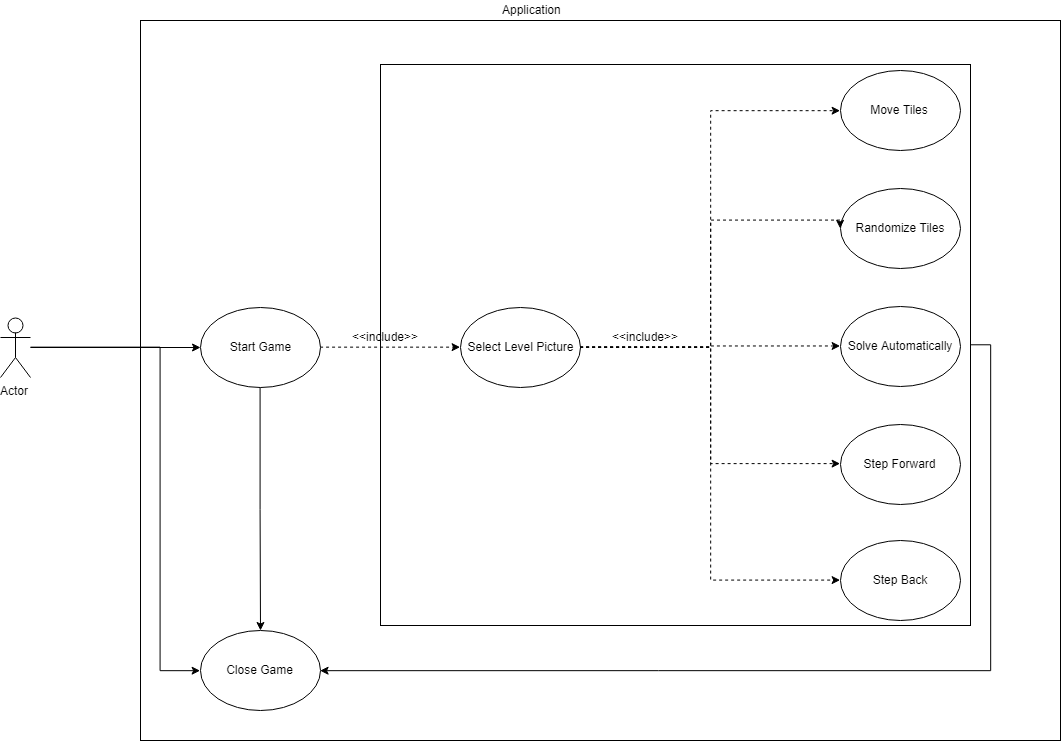 Application
Move Tiles
Randomize Tiles
Start Game
<<include>>
Select Level Picture
<<include>>
Solve Automatically
Actor
Step Forward
Step Back
Close Game